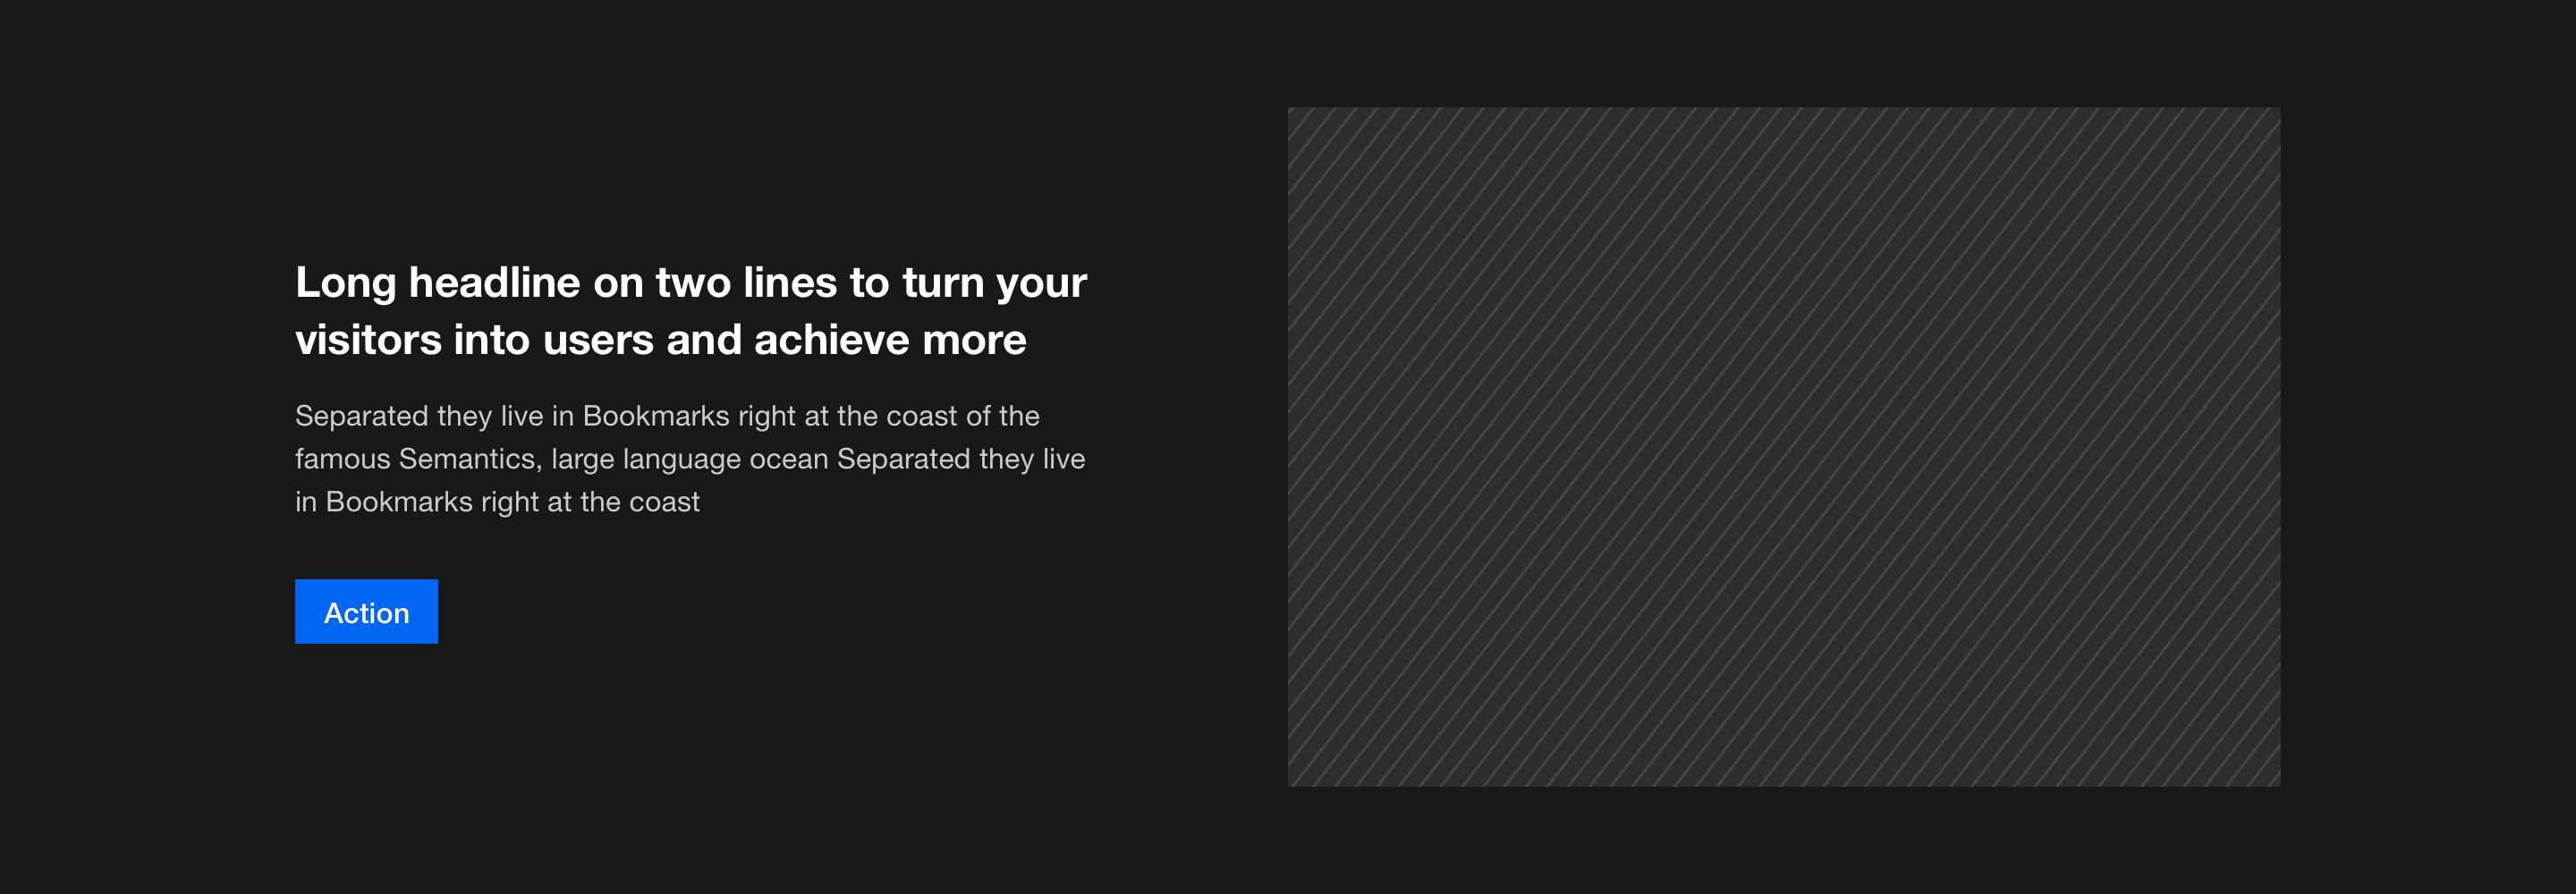 Long headline on two lines to turn your
visitors into users and achieve more
Separated they live in Bookmarks right at the coast of the
famous Semantics, large language ocean Separated they live
in Bookmarks right at the coast
Action